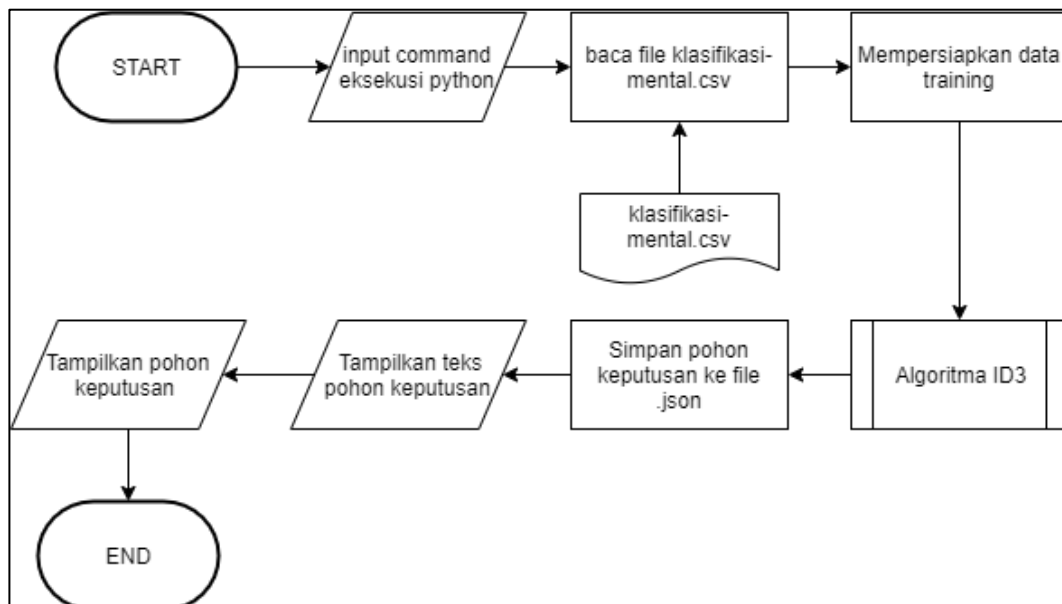 START
input command
eksekusi python
baca file klasifikasi-
mental.csv
Mempersiapkan data
training
klasifikasi-
mental.csv
Algoritma ID3
Simpan pohon
keputusan ke file
.json
Tampilkan teks
pohon keputusan
Tampilkan pohon
keputusan
END